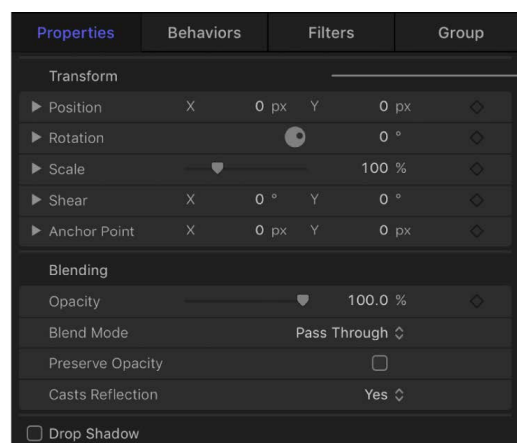 Properties Behaviors Filters Group
Transform
Position X 0 px Y 0 px
Rotation 0 °
Scale 100 %
Shear X 0 ° Y 0 °
Anchor Point X 0 px Y 0 px
Blending
Opacity 100.0 %
Blend Mode Pass Through
Preserve Opacity
Casts Reflection Yes
Drop Shadow